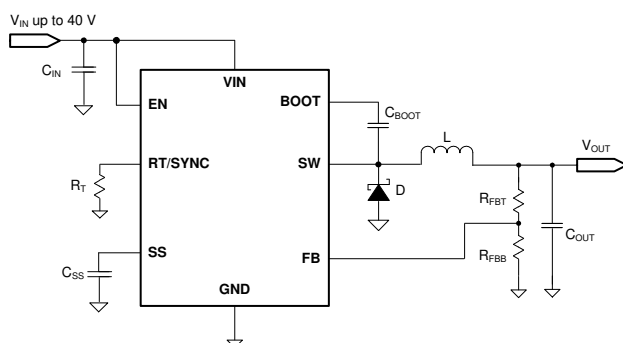 V_IN up to 40 V
C_IN
VIN
EN
BOOT
C_BOOT
L
RT/SYNC
SW
V_OUT
R_T
D
R_FBT
C_OUT
SS
FB
R_FBB
C_SS
GND